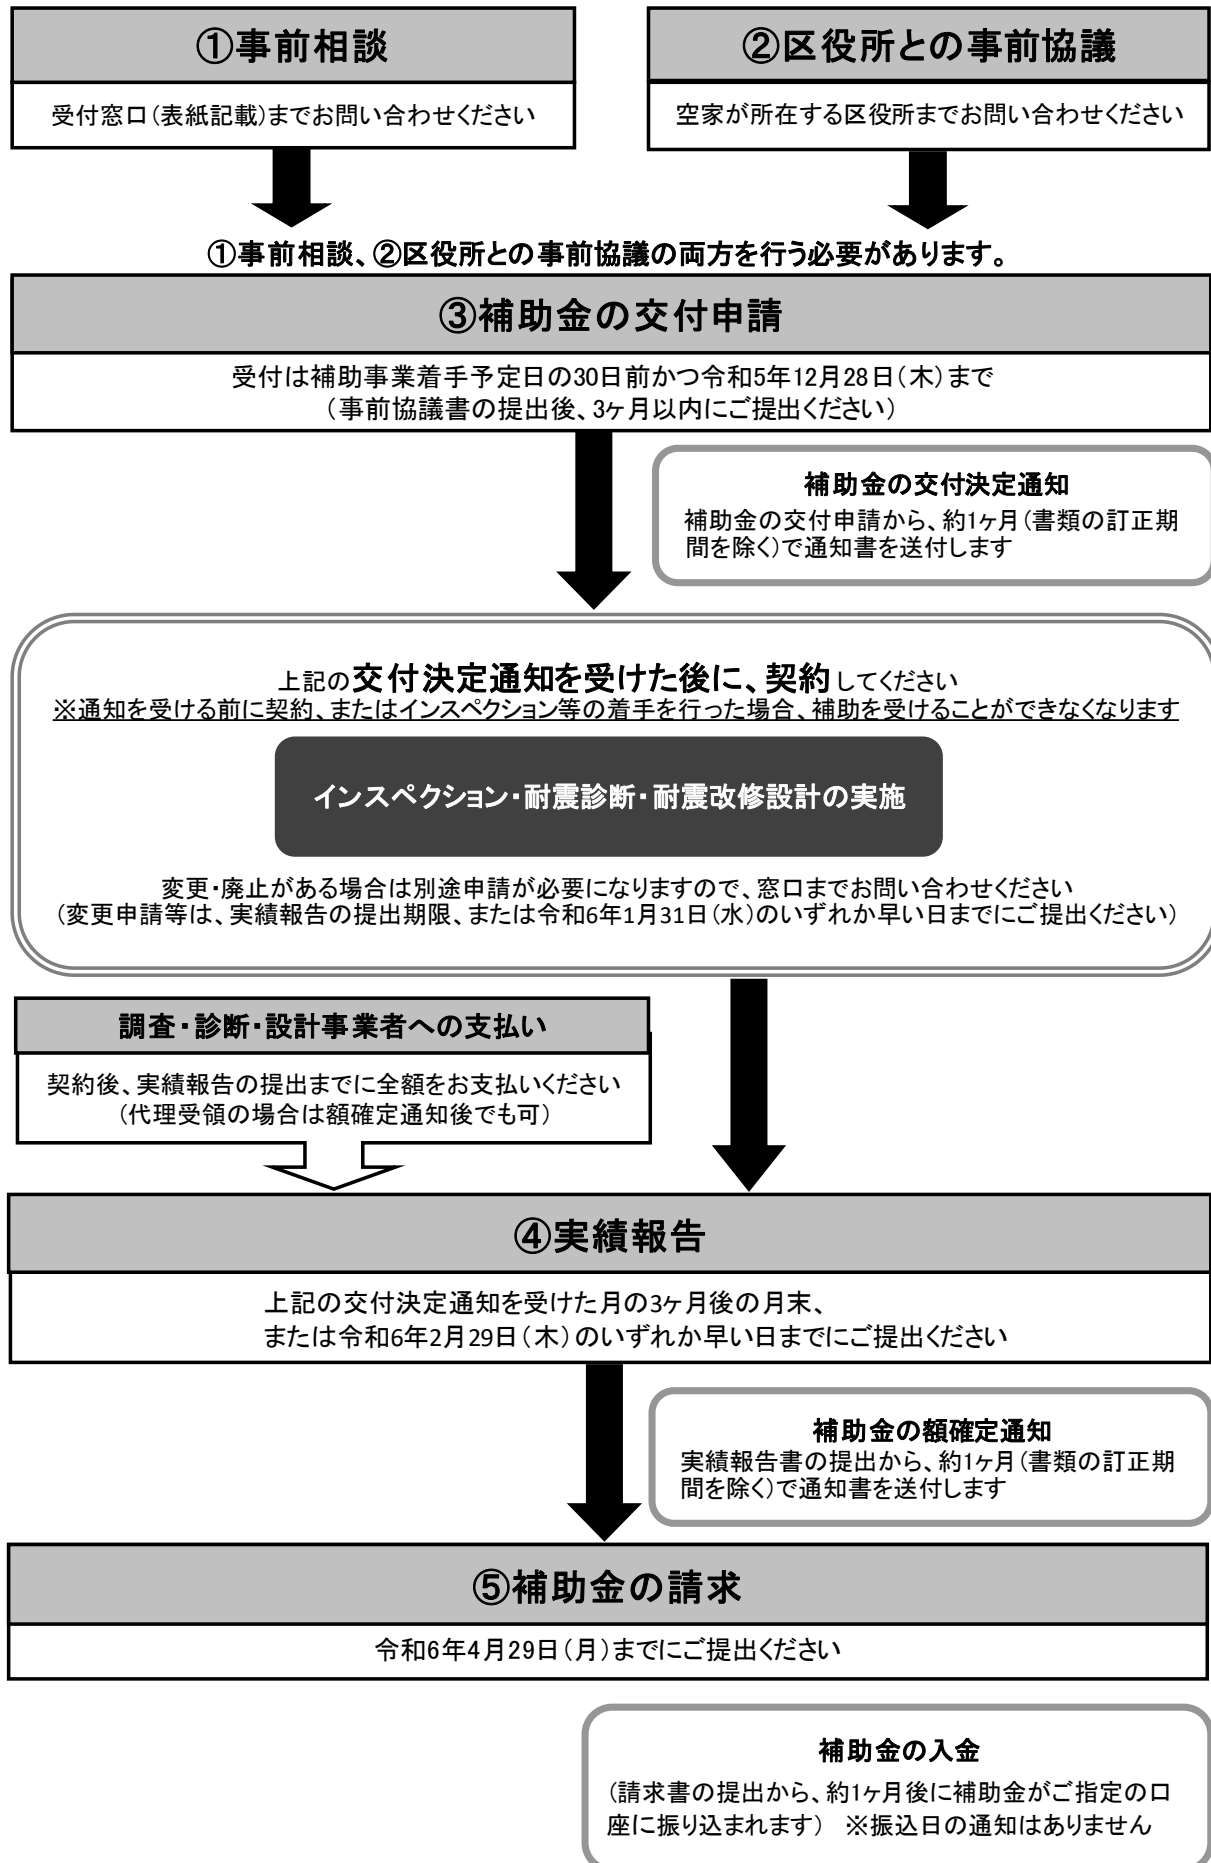 ①事前相談
受付窓口(表紙記載)までお問い合わせください
②区役所との事前協議
空家が所在する区役所までお問い合わせください
①事前相談、②区役所との事前協議の両方を行う必要があります。
③補助金の交付申請
受付は補助事業着手予定日の30日前かつ令和5年12月28日(木)まで
(事前協議書の提出後、3ヶ月以内にご提出ください)
補助金の交付決定通知
補助金の交付申請から、約1ヶ月(書類の訂正期
間を除く)で通知書を送付します
上記の交付決定通知を受けた後に、契約してください
※通知を受ける前に契約、またはインスペクション等の着手を行った場合、補助を受けることができなくなります
インスペクション・耐震診断・耐震改修設計の実施
変更・廃止がある場合は別途申請が必要になりますので、窓口までお問い合わせください
(変更申請等は、実績報告の提出期限、または令和6年1月31日(水)のいずれか早い日までにご提出ください)
調査・診断・設計事業者への支払い
契約後、実績報告の提出までに全額をお支払いください
(代理受領の場合は額確定通知後でも可)
④実績報告
上記の交付決定通知を受けた月の3ヶ月後の月末、
または令和6年2月29日(木)のいずれか早い日までにご提出ください
補助金の額確定通知
実績報告書の提出から、約1ヶ月(書類の訂正期
間を除く)で通知書を送付します
⑤補助金の請求
令和6年4月29日(月)までにご提出ください
補助金の入金
(請求書の提出から、約1ヶ月後に補助金がご指定の口
座に振り込まれます) ※振込日の通知はありません